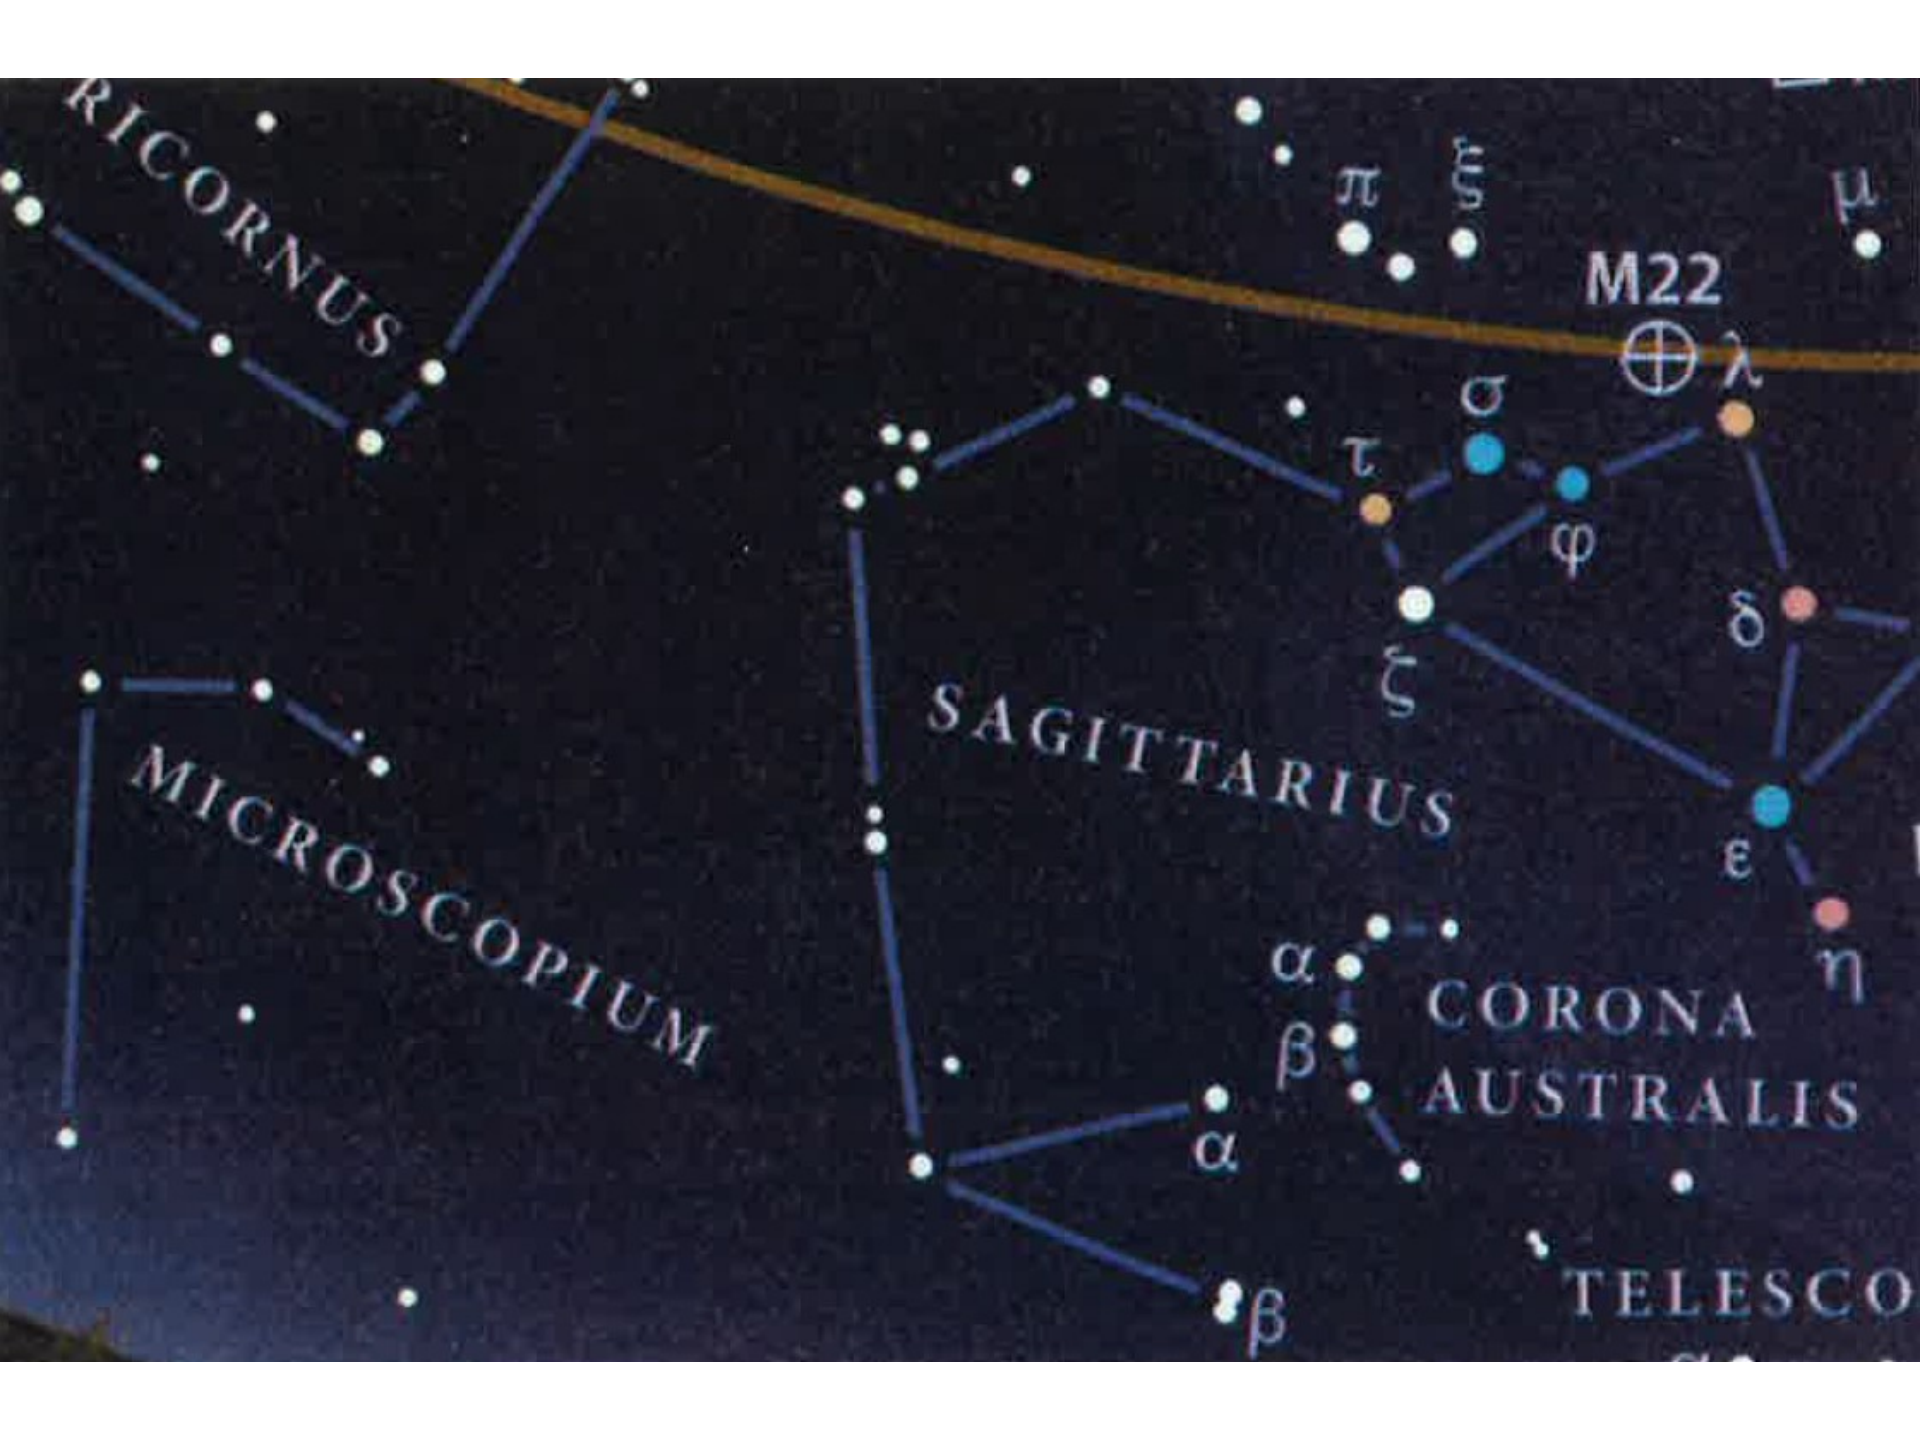 RICORNUS
π
ξ
μ
M22
λ
σ
τ
φ
δ
ζ
SAGITTARIUS
MICROSCOPIUM
ε
η
α
β
CORONA
AUSTRALIS
α
β
TELESCO